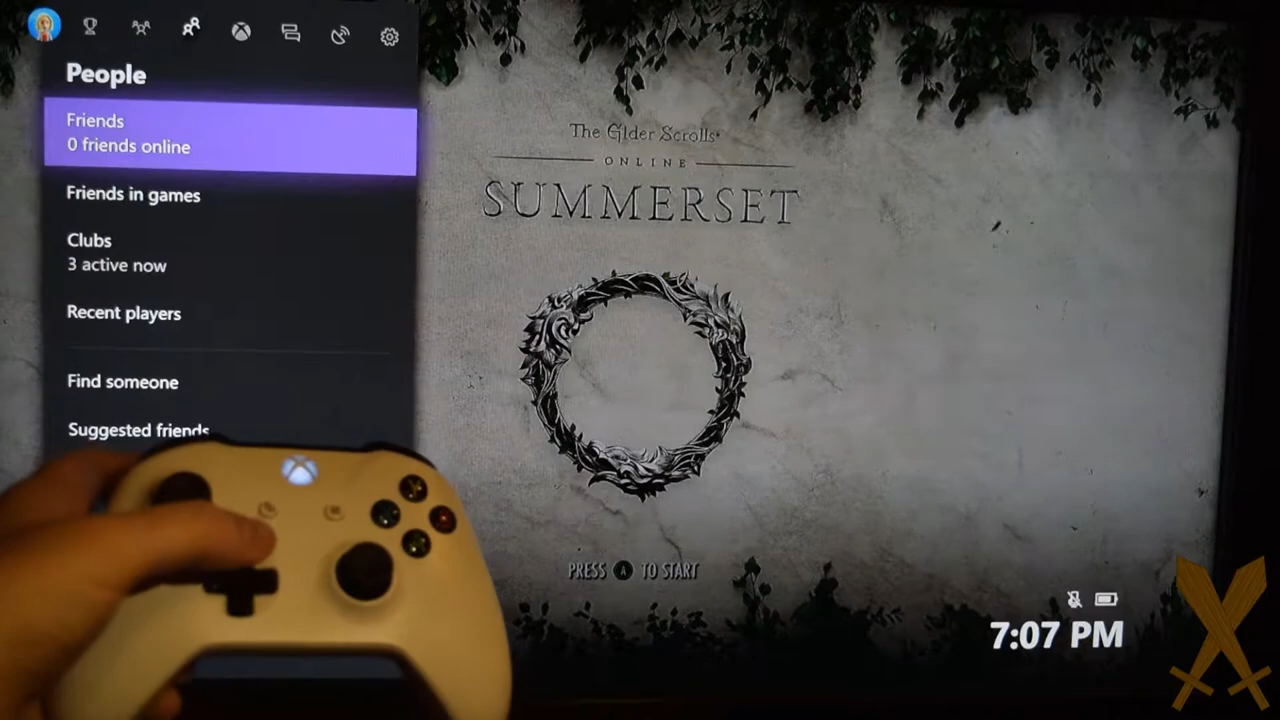 People
Friends
0 friends online
Friends in games
Clubs
3 active now
Recent players
Find someone
Suggested friends
The Elder Scrolls
ONLINE
SUMMERSET
PRESS A TO START
7:07 PM